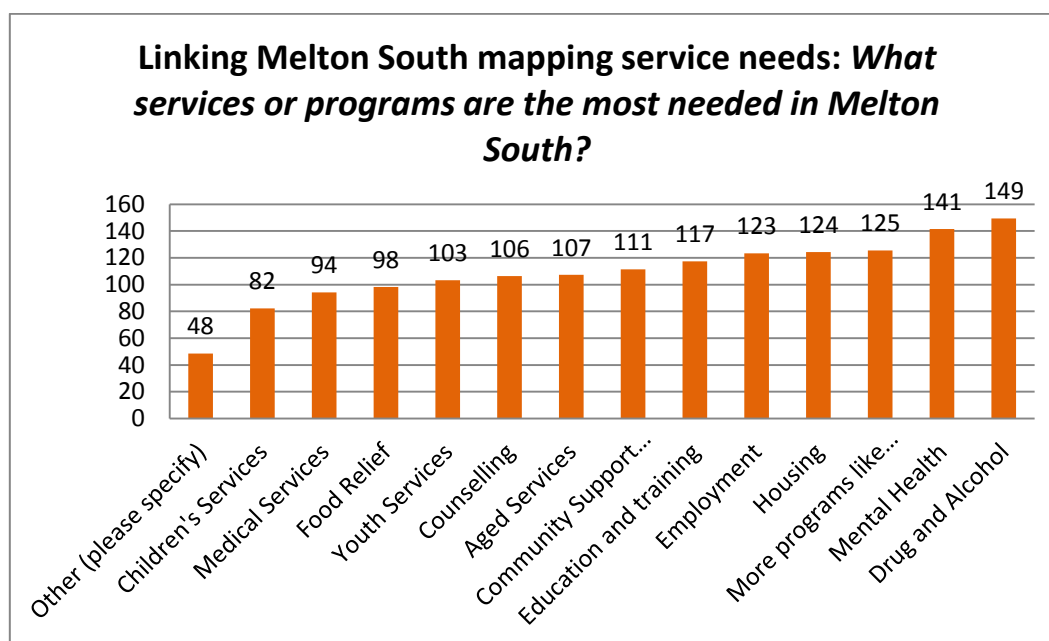 Linking Melton South mapping service needs: What
services or programs are the most needed in Melton
South?
160
140
120
100
80
60
40
20
0
48
82
94
98
103
106
107
111
117
123
124
125
141
149
Other (please specify)
Children's Services
Medical Services
Food Relief
Youth Services
Counselling
Aged Services
Community Support...
Education and training
Employment
Housing
More programs like...
Mental Health
Drug and Alcohol